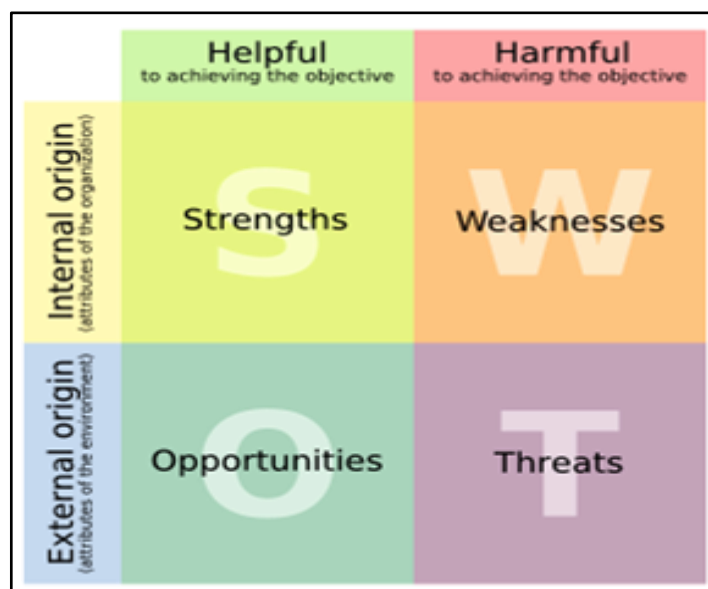 Helpful
to achieving the objective
Harmful
to achieving the objective
Internal origin
(attributes of the organization)
S
Strengths
W
Weaknesses
External origin
(attributes of the environment)
O
Opportunities
T
Threats